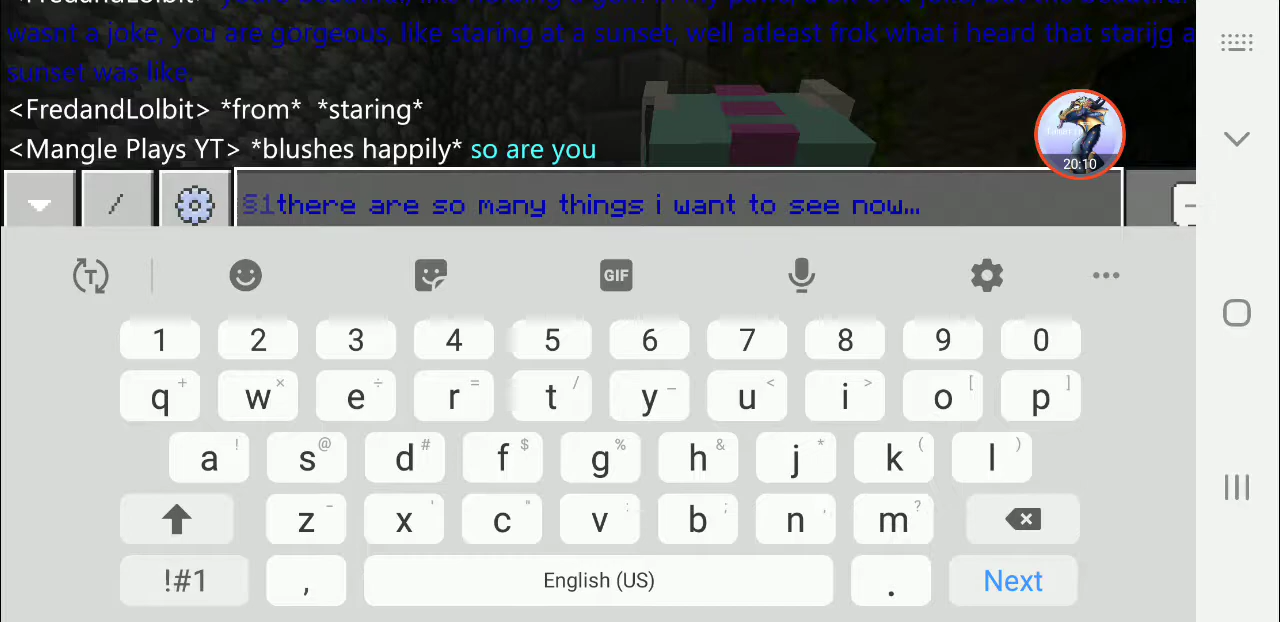 wasnt a joke, you are gorgeous, like staring at a sunset, well atleast frok what i heard that starijg a
sunset was like.
<FredandLolbit> *from*  *staring*
<Mangle Plays YT> *blushes happily* so are you
20:10
/
§1there are so many things i want to see now...
GIF
1 2 3 4 5 6 7 8 9 0
q + w × e ÷ r = t / y _ u < i > o [ p ]
a ! s @ d # f $ g % h & j * k ( l )
z - x ' c " v : b ; n , m ?
!#1 , English (US) . Next